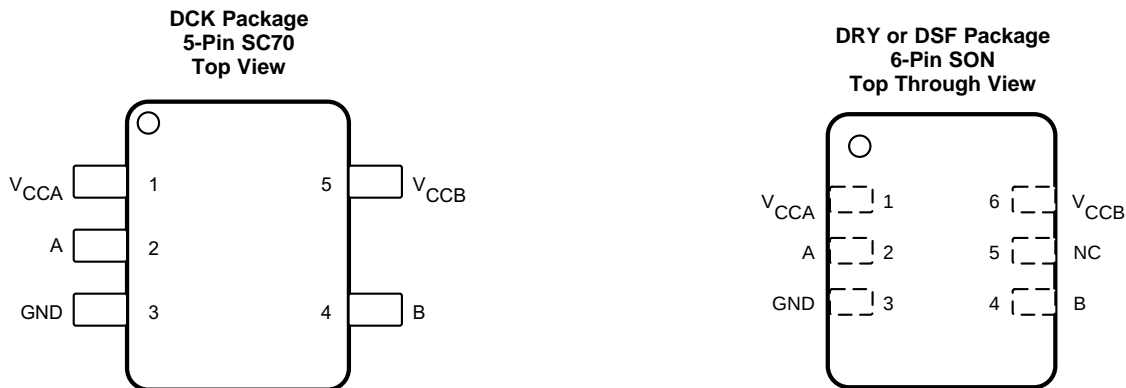 DCK Package
5-Pin SC70
Top View
VCCA 1 5 VCCB
A 2
GND 3 4 B
DRY or DSF Package
6-Pin SON
Top Through View
VCCA 1 6 VCCB
A 2 5 NC
GND 3 4 B